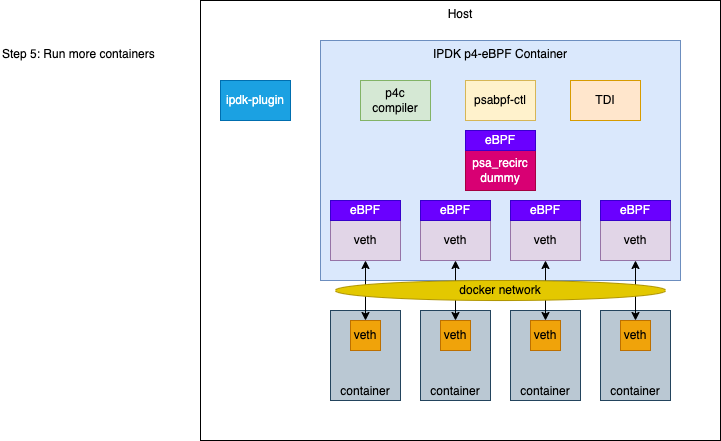 Host
Step 5: Run more containers
IPDK p4-eBPF Container
ipdk-plugin
p4c
compiler
psabpf-ctl
TDI
eBPF
psa_recirc
dummy
eBPF
eBPF
eBPF
eBPF
veth
veth
veth
veth
docker network
veth
veth
veth
veth
container
container
container
container